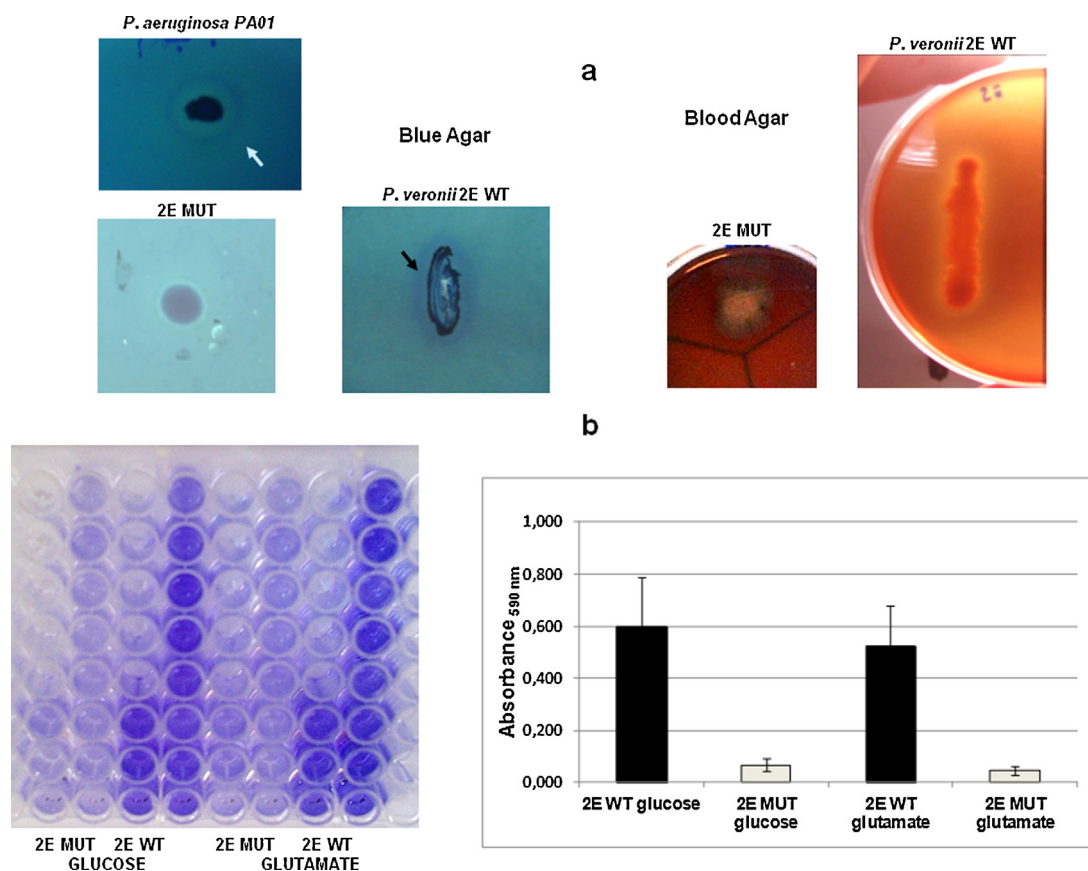 P. aeruginosa PA01
P. veronii 2E WT
a
Blue Agar
Blood Agar
2E MUT
P. veronii 2E WT
2E MUT
b
1,000
0,800
0,600
0,400
0,200
0,000
Absorbance 590 nm
2E WT glucose
2E MUT
glucose
2E WT
glutamate
2E MUT
glutamate
2E MUT 2E WT
GLUCOSE
2E MUT 2E WT
GLUTAMATE